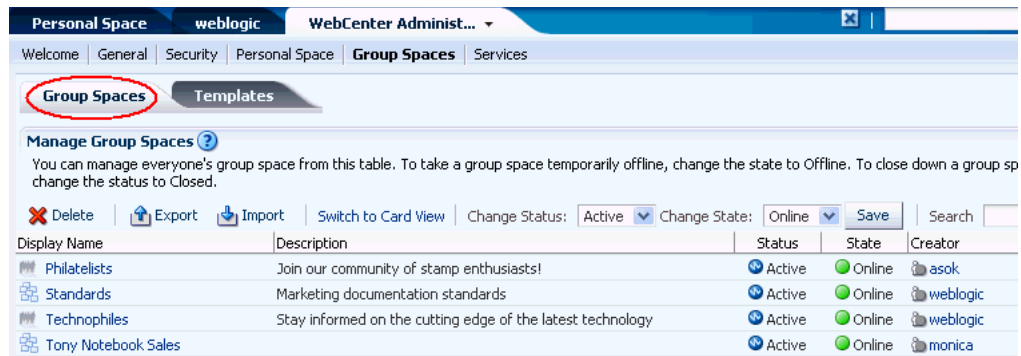 Personal Space weblogic WebCenter Administ...
Welcome General Security Personal Space Group Spaces Services
Group Spaces Templates
Manage Group Spaces ?
You can manage everyone's group space from this table. To take a group space temporarily offline, change the state to Offline. To close down a group sp
change the status to Closed.
Delete Export Import Switch to Card View Change Status: Active Change State: Online Save Search
Display Name Description Status State Creator
Philatelists Join our community of stamp enthusiasts! Active Online asok
Standards Marketing documentation standards Active Online weblogic
Technophiles Stay informed on the cutting edge of the latest technology Active Online weblogic
Tony Notebook Sales Active Online monica